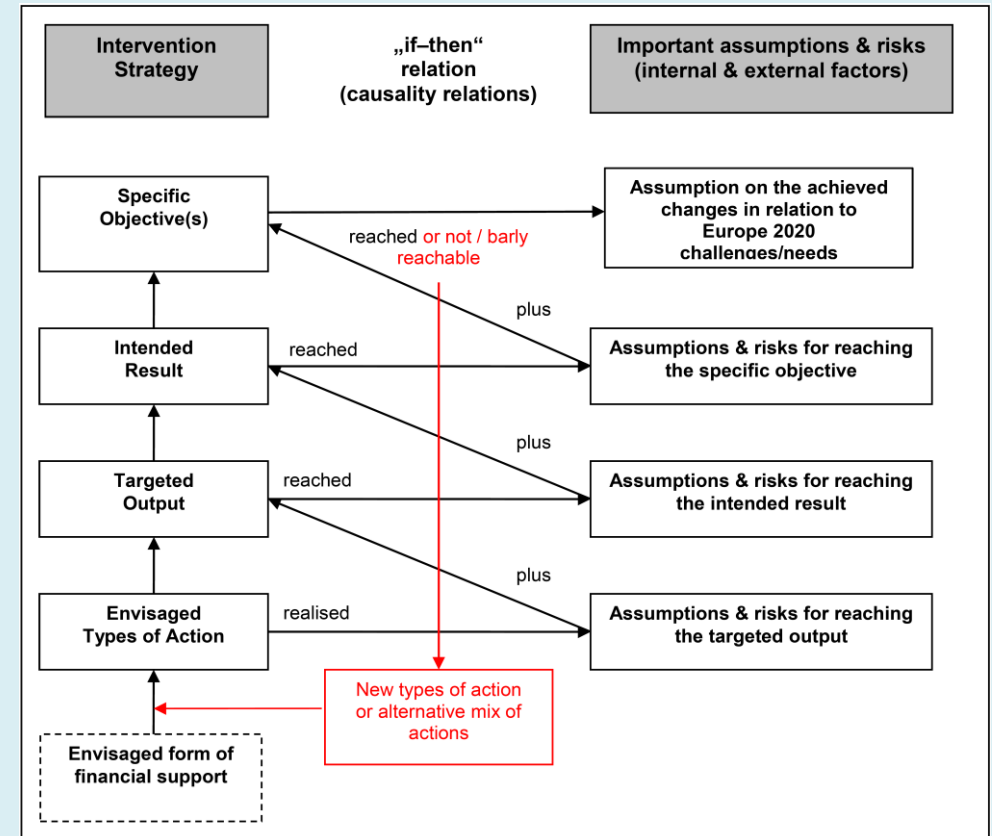 Intervention
Strategy
„if–then“
relation
(causality relations)
Important assumptions & risks
(internal & external factors)
Specific
Objective(s)
Assumption on the achieved
changes in relation to
Europe 2020
challenges/needs
reached or not / barly
reachable
plus
Intended
Result
reached
Assumptions & risks for reaching
the specific objective
plus
Targeted
Output
reached
Assumptions & risks for reaching
the intended result
plus
Envisaged
Types of Action
realised
Assumptions & risks for reaching
the targeted output
New types of action
or alternative mix of
actions
Envisaged form of
financial support